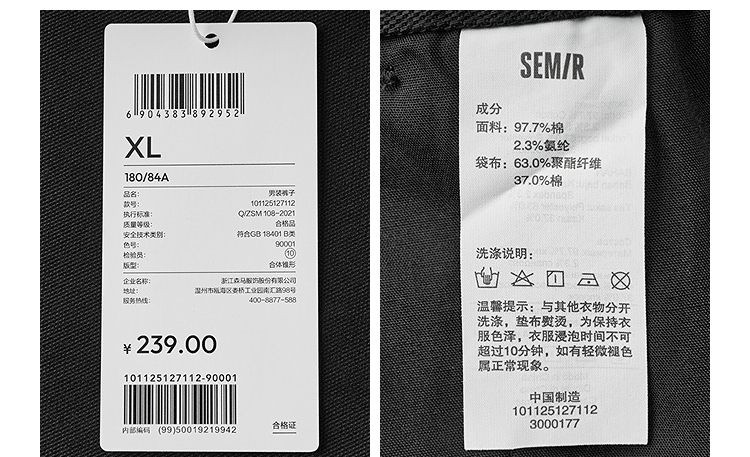 6 904383 892952
XL
180/84A
品名: 男装裤子
款号: 101125127112
执行标准: Q/ZSM 108-2021
质量等级: 合格品
安全技术类别: 符合GB 18401 B类
色号: 90001
检验员: 10
版型: 合体锥形
企业名称: 浙江森马服饰股份有限公司
地址: 温州市瓯海区娄桥工业园南汇路98号
服务热线: 400-8877-588
¥ 239.00
101125127112-90001
内部编码 (99)50019219942
合格证
SEMIR
成分
面料: 97.7%棉
2.3%氨纶
袋布: 63.0%聚酯纤维
37.0%棉
洗涤说明:
温馨提示: 与其他衣物分开
洗涤, 垫布熨烫, 为保持衣
服色泽, 衣服浸泡时间不可
超过10分钟, 如有轻微褪色
属正常现象。
中国制造
101125127112
3000177